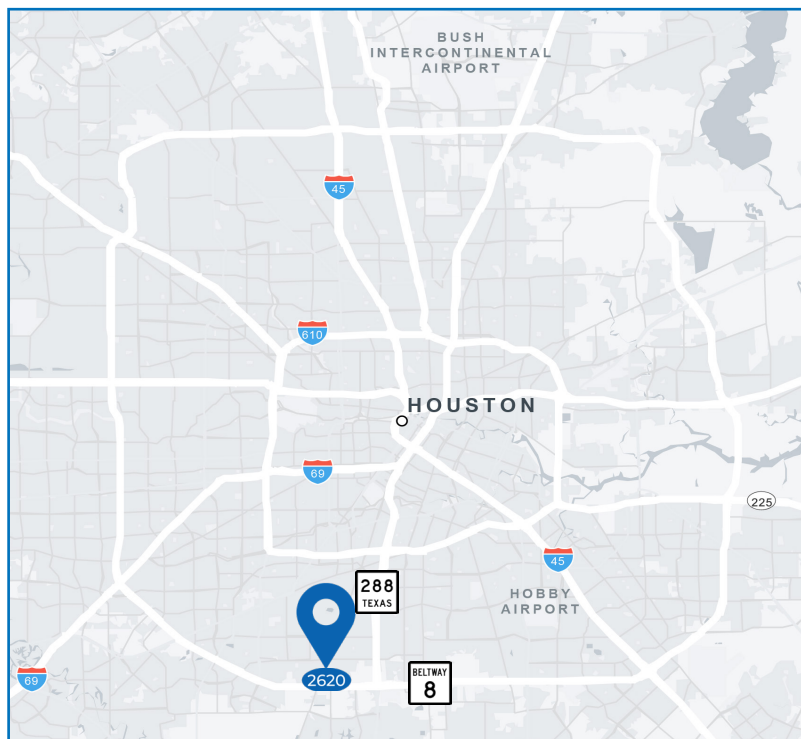 BUSH
INTERCONTINENTAL
AIRPORT
45
610
HOUSTON
69
225
45
288
TEXAS
HOBBY
AIRPORT
69
2620
BELTWAY
8